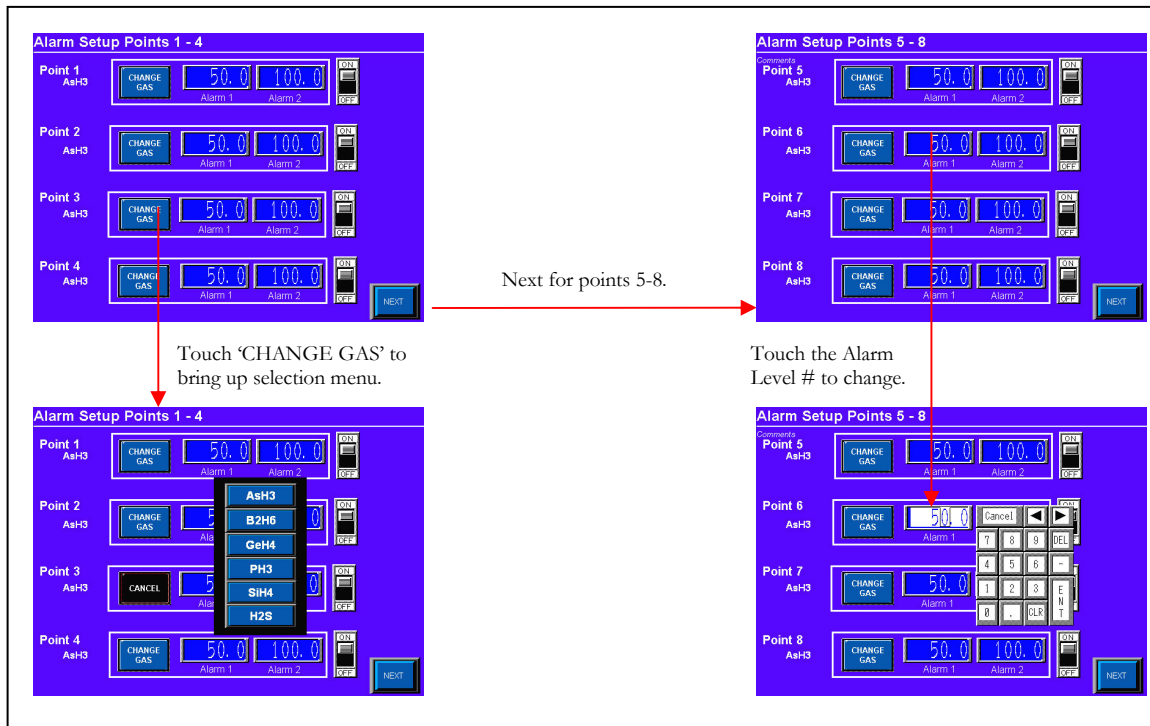 Alarm Setup Points 1 - 4
Point 1
AsH3
CHANGE
GAS
50.0 100.0
Alarm 1 Alarm 2
ON
OFF
Point 2
AsH3
CHANGE
GAS
50.0 100.0
Alarm 1 Alarm 2
ON
OFF
Point 3
AsH3
CHANGE
GAS
50.0 100.0
Alarm 1 Alarm 2
ON
OFF
Point 4
AsH3
CHANGE
GAS
50.0 100.0
Alarm 1 Alarm 2
ON
OFF
NEXT
Next for points 5-8.
Alarm Setup Points 5 - 8
Comments
Point 5
AsH3
CHANGE
GAS
50.0 100.0
Alarm 1 Alarm 2
ON
OFF
Point 6
AsH3
CHANGE
GAS
50.0 100.0
Alarm 1 Alarm 2
ON
OFF
Point 7
AsH3
CHANGE
GAS
50.0 100.0
Alarm 1 Alarm 2
ON
OFF
Point 8
AsH3
CHANGE
GAS
50.0 100.0
Alarm 1 Alarm 2
ON
OFF
NEXT
Touch ‘CHANGE GAS’ to
bring up selection menu.
Touch the Alarm
Level # to change.
Alarm Setup Points 1 - 4
Point 1
AsH3
CHANGE
GAS
50.0 100.0
Alarm 1 Alarm 2
ON
OFF
Point 2
AsH3
CHANGE
GAS
5 0
Ala
ON
OFF
Point 3
AsH3
CANCEL
5 0
Ala
ON
OFF
AsH3
B2H6
GeH4
PH3
SiH4
H2S
Point 4
AsH3
CHANGE
GAS
50.0 100.0
Alarm 1 Alarm 2
ON
OFF
NEXT
Alarm Setup Points 5 - 8
Comments
Point 5
AsH3
CHANGE
GAS
50.0 100.0
Alarm 1 Alarm 2
ON
OFF
Point 6
AsH3
CHANGE
GAS
50.0
Alarm 1
ON
Cancel ◀ ▶
7 8 9 DEL
4 5 6 -
1 2 3 ENT
0 . CLR
Point 7
AsH3
CHANGE
GAS
50.0
Alarm 1
Point 8
AsH3
CHANGE
GAS
50.0 100.0
Alarm 1 Alarm 2
ON
OFF
NEXT